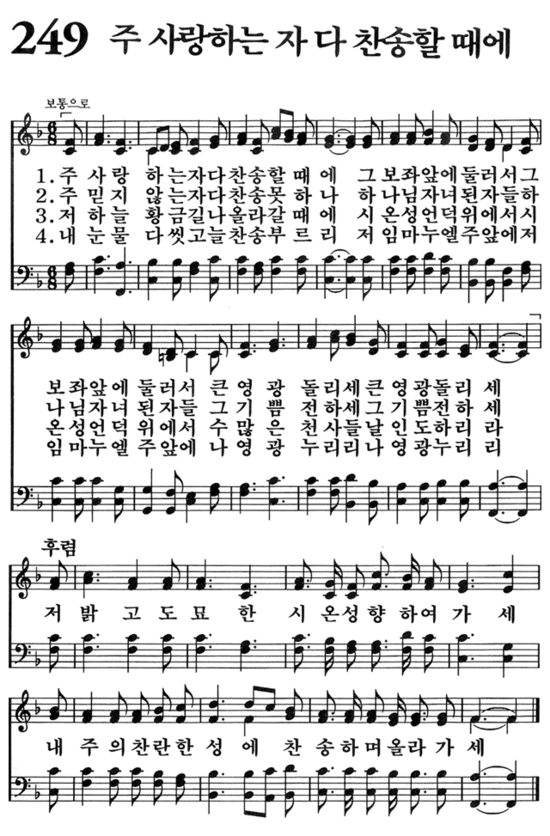 249 주 사랑하는 자 다 찬송할 때에
보통으로
1. 주 사 랑 하 는 자 다 찬 송 할 때 에 그 보 좌 앞 에 둘 러 서 그
2. 주 믿 지 않 는 자 다 찬 송 못 하 나 하 나 님 자 녀 된 자 들 하
3. 저 하 늘 황 금 길 나 올 라 갈 때 에 시 온 성 언 덕 위 에 서 시
4. 내 눈 물 다 씻 고 늘 찬 송 부 르 리 저 임 마 누 엘 주 앞 에 저
보 좌 앞 에 둘 러 서 큰 영 광 돌 리 세 큰 영 광 돌 리 세
나 님 자 녀 된 자 들 그 기 쁨 전 하 세 그 기 쁨 전 하 세
온 성 언 덕 위 에 서 수 많 은 천 사 들 날 인 도 하 리 라
임 마 누 엘 주 앞 에 나 영 광 누 리 리 나 영 광 누 리 리
후렴
저 밝 고 도 묘 한 시 온 성 향 하 여 가 세
내 주 의 찬 란 한 성 에 찬 송 하 며 올 라 가 세